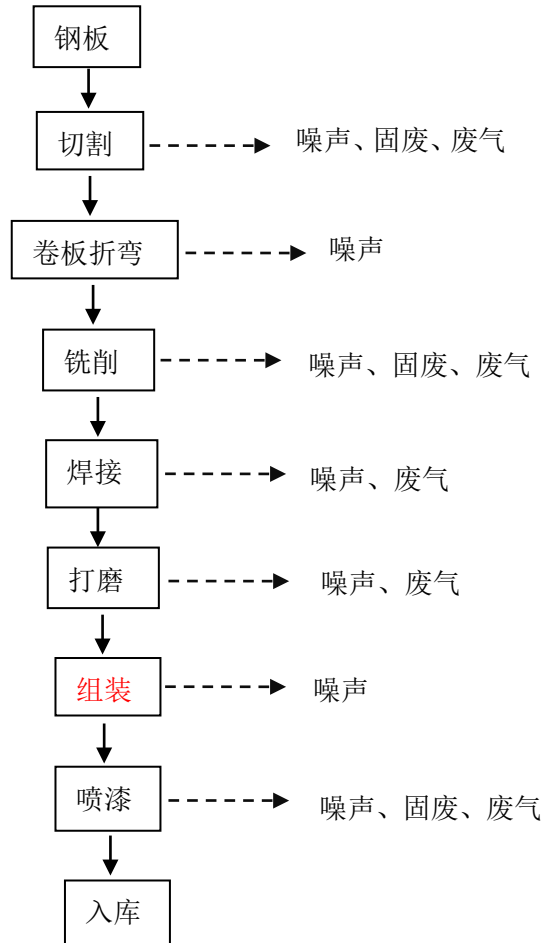 钢板
切割
噪声、固废、废气
卷板折弯
噪声
铣削
噪声、固废、废气
焊接
噪声、废气
打磨
噪声、废气
组装
噪声
喷漆
噪声、固废、废气
入库